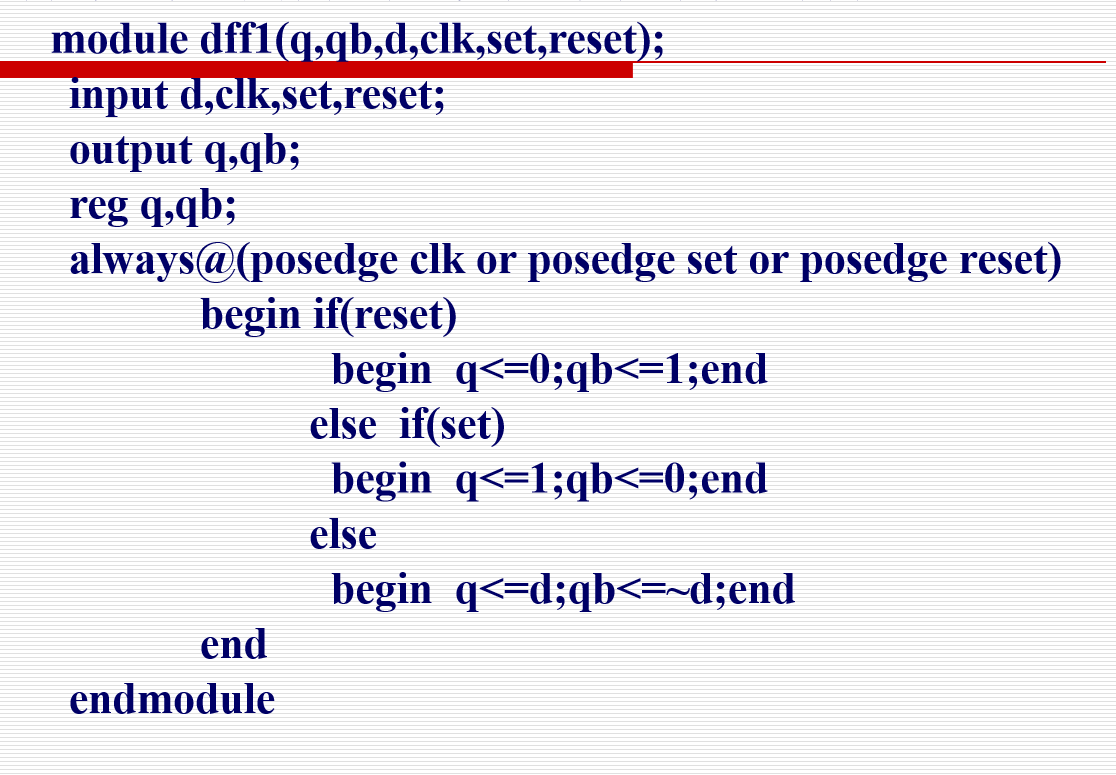 module dff1(q,qb,d,clk,set,reset);
input d,clk,set,reset;
output q,qb;
reg q,qb;
always@(posedge clk or posedge set or posedge reset)
begin if(reset)
begin q<=0;qb<=1;end
else if(set)
begin q<=1;qb<=0;end
else
begin q<=d;qb<=~d;end
end
endmodule